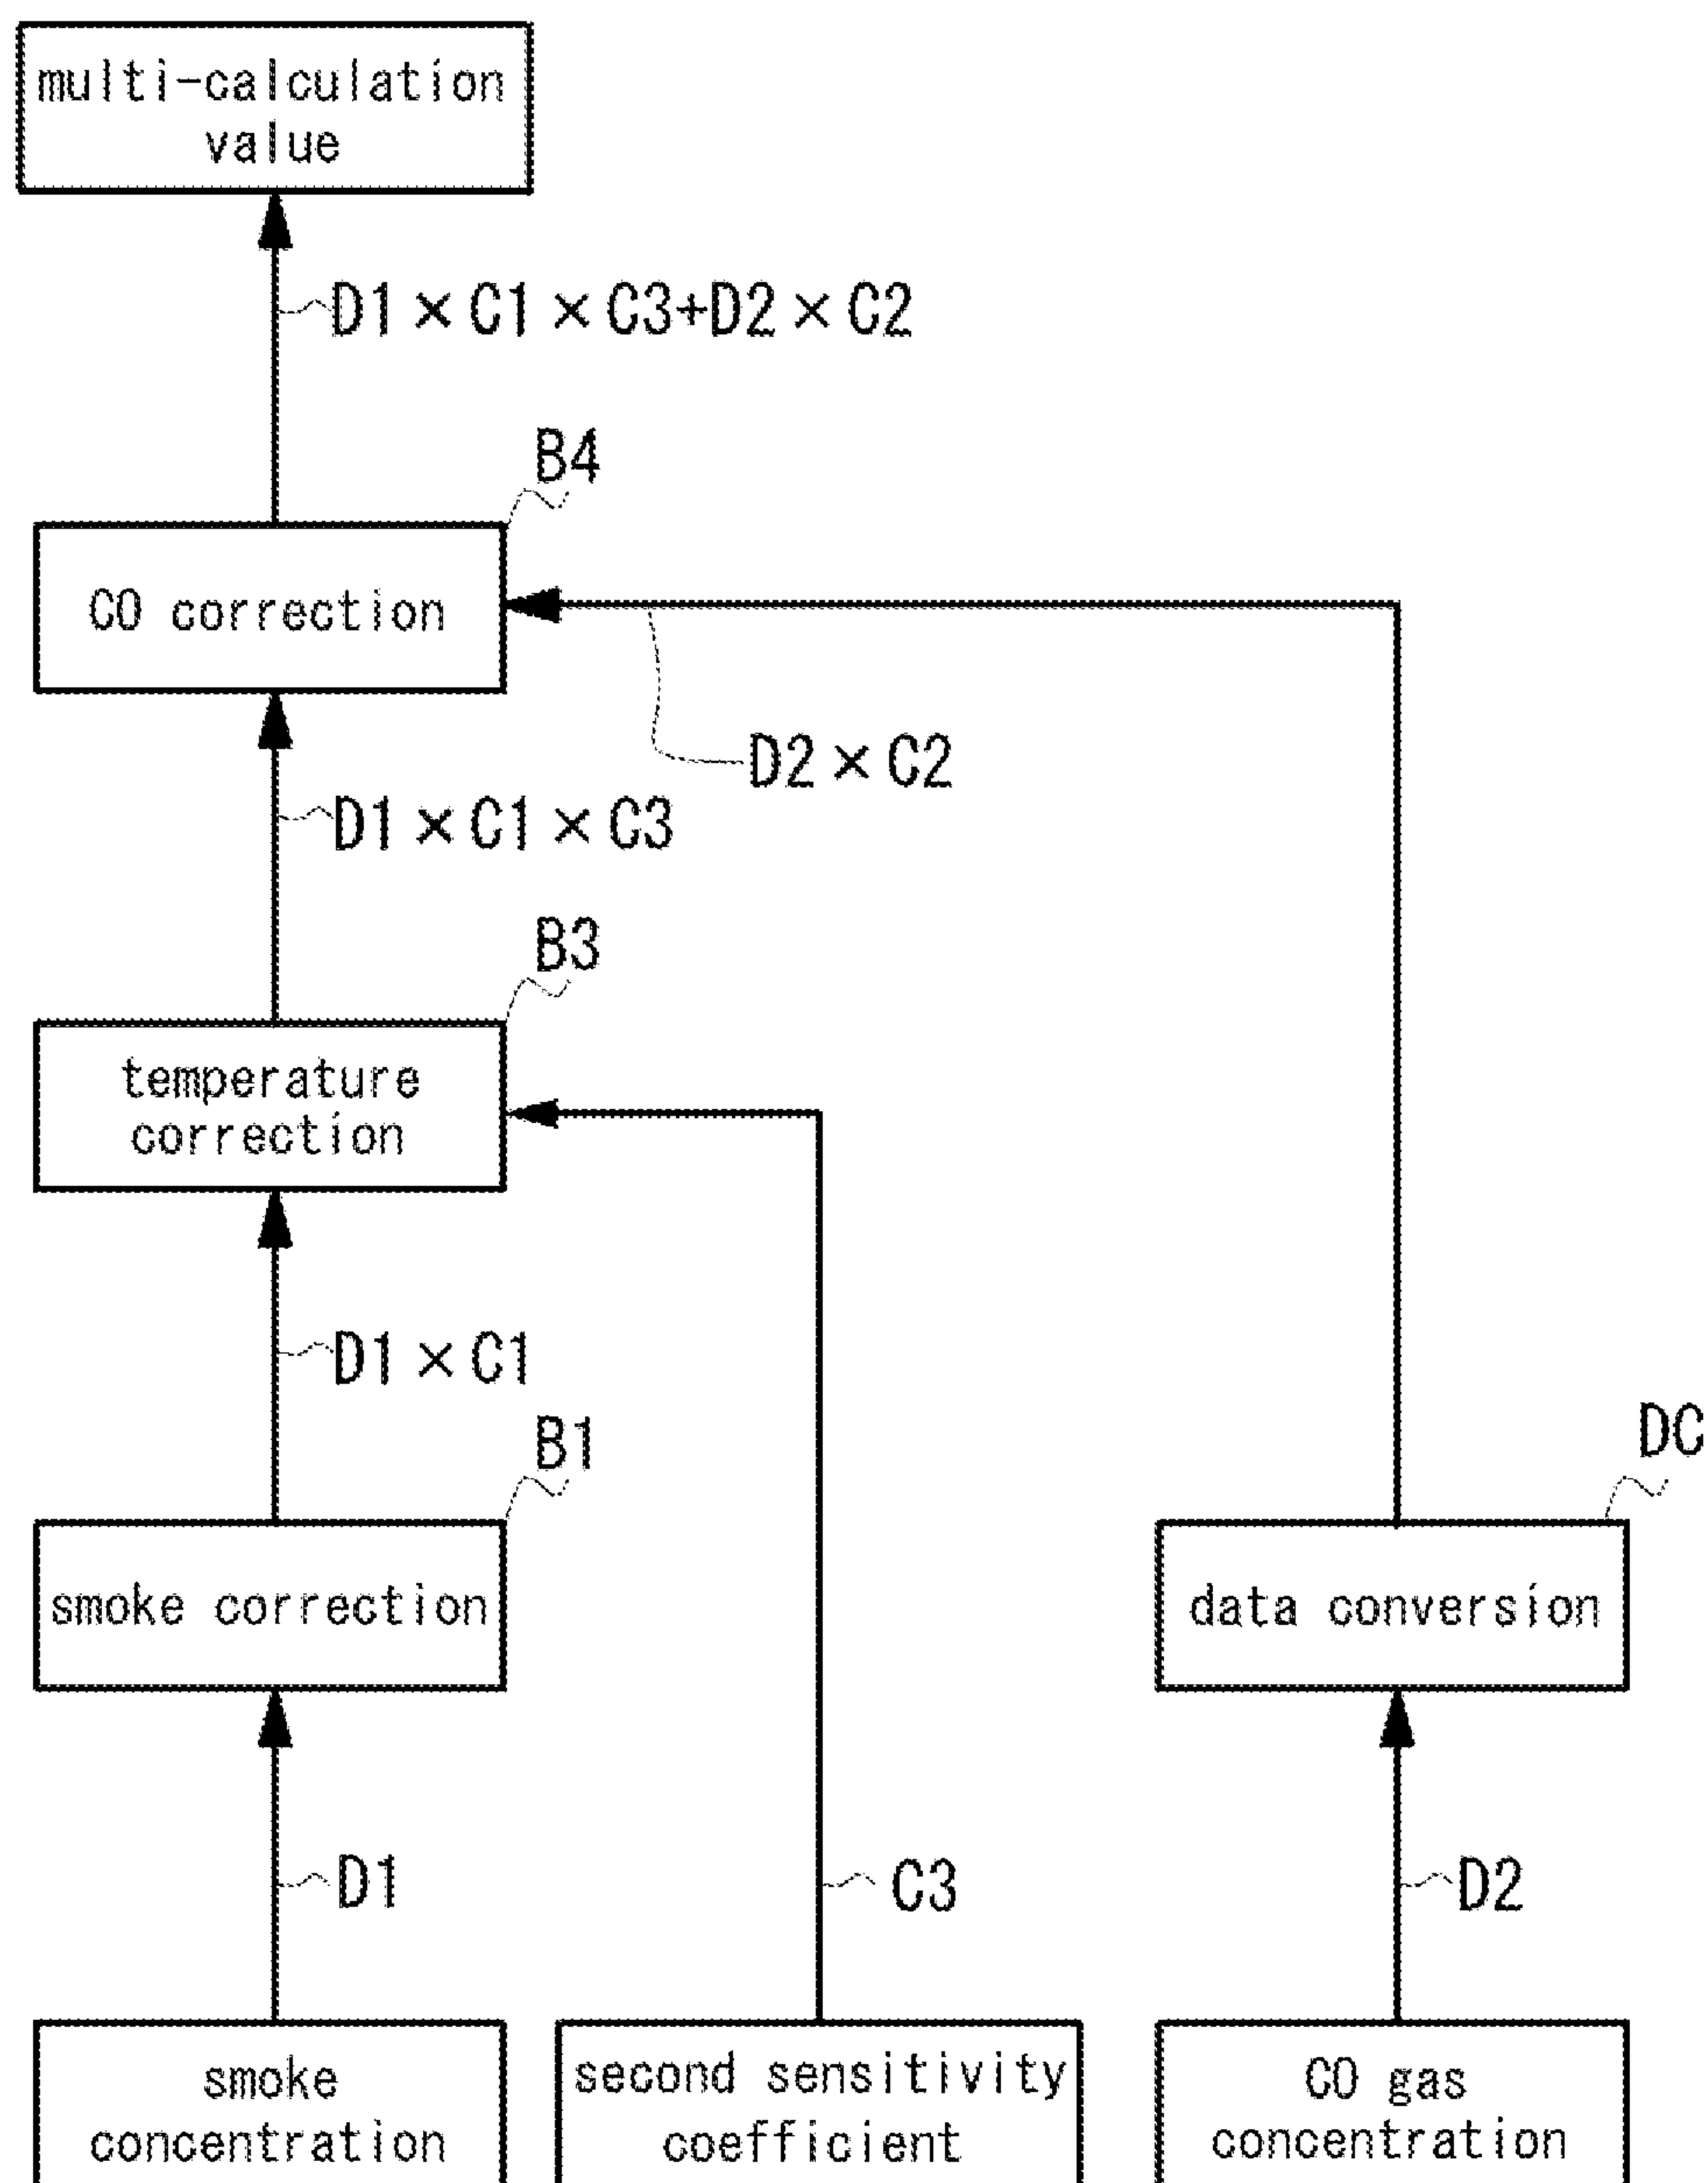 multi-calculation
value
D1×C1×C3+D2×C2
B4
CO correction
D2×C2
D1×C1×C3
B3
temperature
correction
D1×C1
B1
DC
smoke correction
data conversion
D1
C3
D2
smoke
concentration
second sensitivity
coefficient
CO gas
concentration